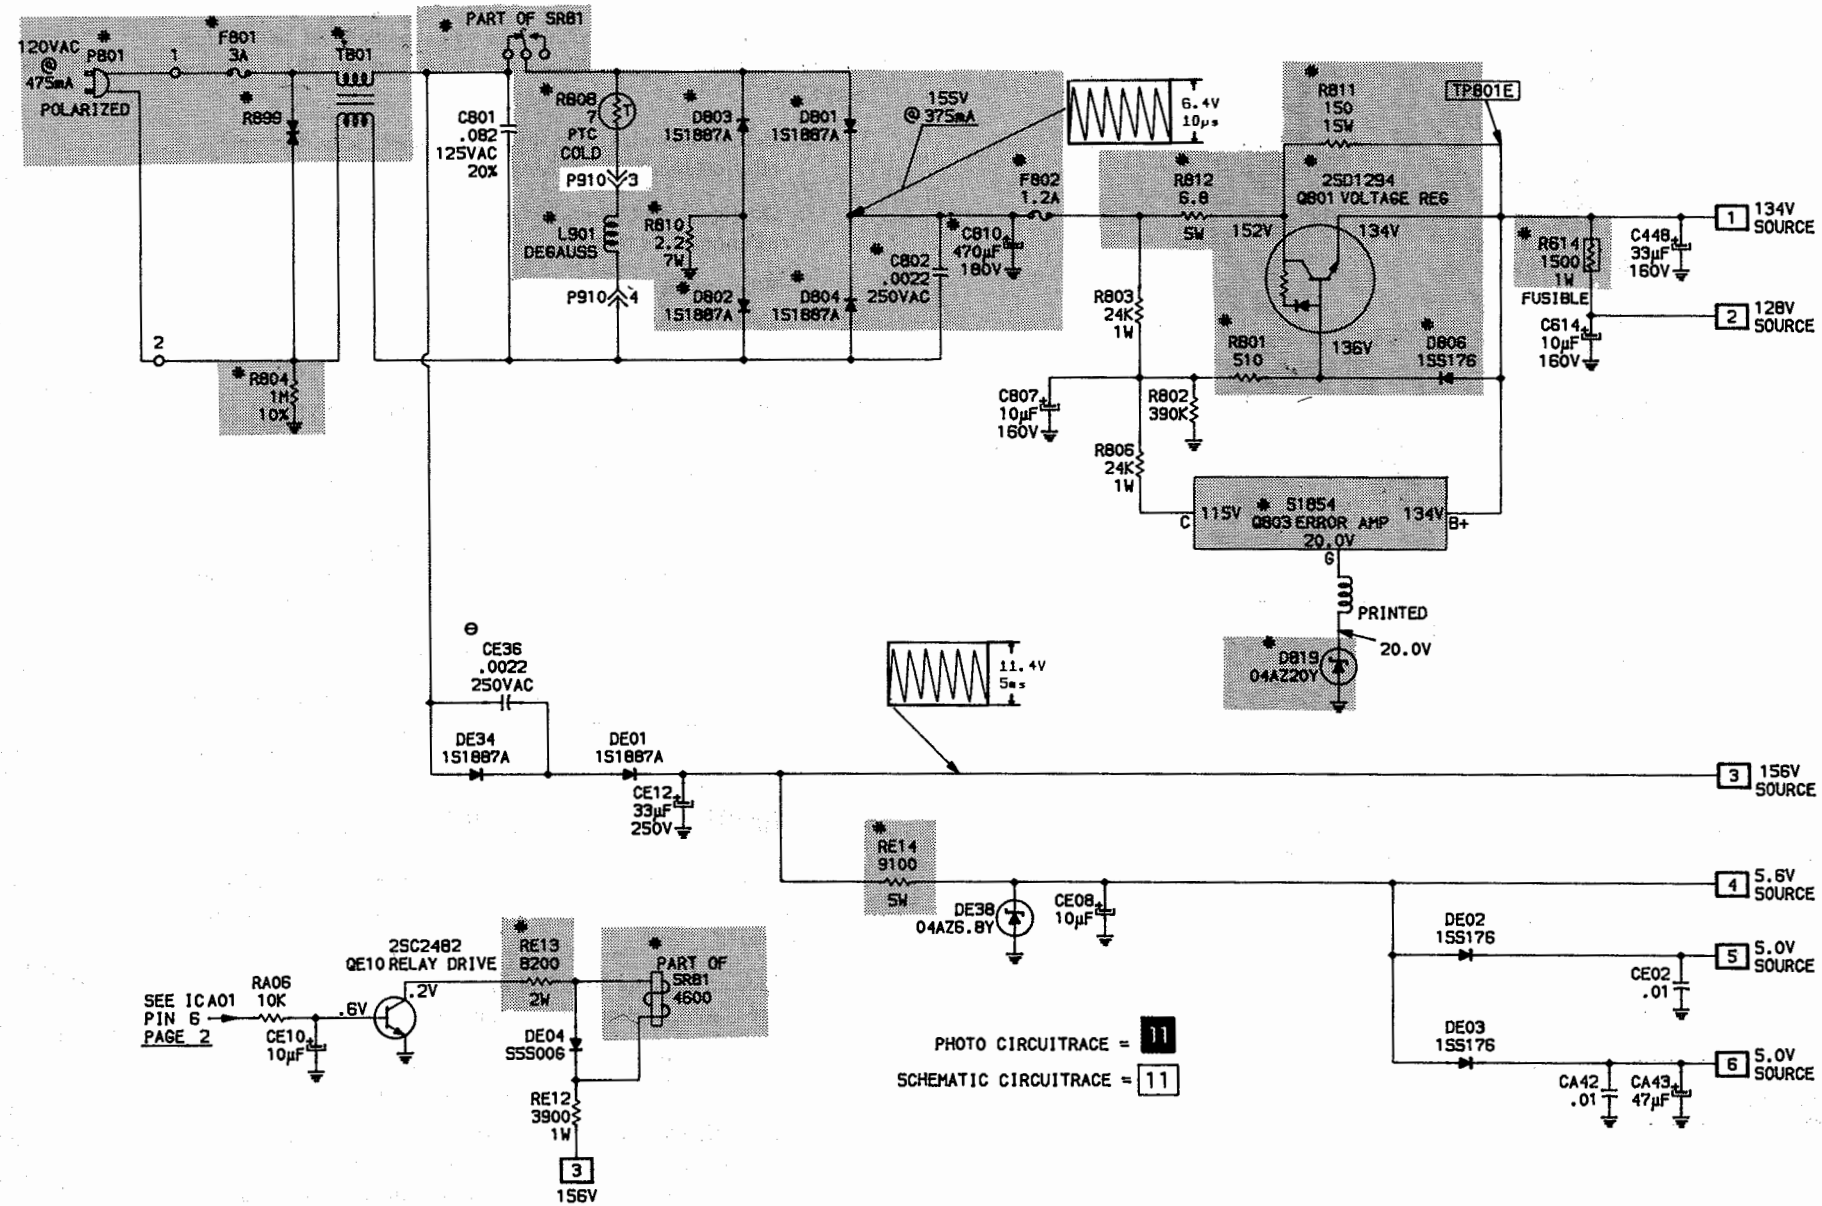 120VAC
@
475mA
P801
POLARIZED
1
F801
3A
T801
R899
2
R804
1M
10%
PART OF SR81
C801
.082
125VAC
20%
R808
7
PTC
COLD
T
P910 3
L901
DEGAUSS
P910 4
D803
1S1887A
D801
1S1887A
R810
2.2
7W
D802
1S1887A
D804
1S1887A
155V
@ 375mA
6.4V
10µs
C802
.0022
250VAC
C810
470µF
180V
F802
1.2A
R812
6.8
5W
R811
150
15W
2SD1294
Q801 VOLTAGE REG
152V
134V
136V
TP801E
R803
24K
1W
R801
510
D806
1SS176
C807
10µF
160V
R802
390K
R806
24K
1W
C
115V
S1854
Q803 ERROR AMP
20.0V
134V
B+
G
PRINTED
20.0V
D819
04AZ20Y
R614
1500
1W
FUSIBLE
C448
33µF
160V
C614
10µF
160V
1 134V
SOURCE
2 128V
SOURCE
CE36
.0022
250VAC
DE34
1S1887A
DE01
1S1887A
CE12
33µF
250V
11.4V
5ms
3 156V
SOURCE
RE14
9100
5W
DE38
04AZ6.8Y
CE08
10µF
4 5.6V
SOURCE
DE02
1SS176
CE02
.01
5 5.0V
SOURCE
DE03
1SS176
CA42
.01
CA43
47µF
6 5.0V
SOURCE
SEE ICA01
PIN 6
PAGE 2
RA06
10K
CE10
10µF
.6V
2SC2482
QE10 RELAY DRIVE
.2V
RE13
8200
2W
PART OF
SR81
4600
DE04
S5S006
RE12
3900
1W
3
156V
PHOTO CIRCUITRACE = 11
SCHEMATIC CIRCUITRACE = 11